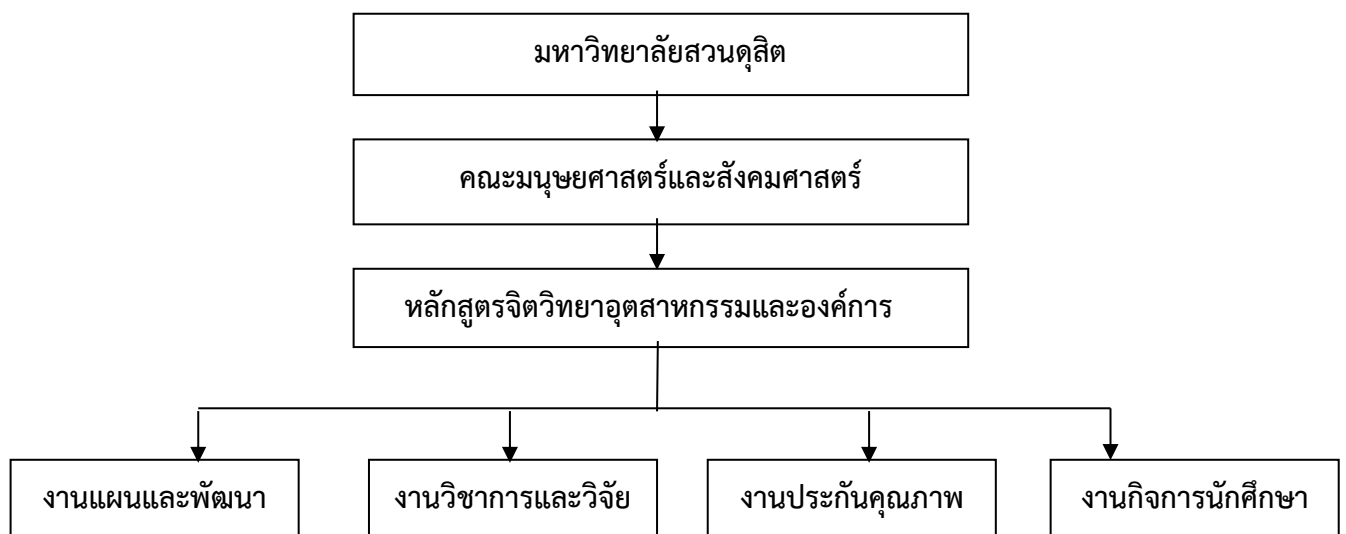 มหาวิทยาลัยสวนดุสิต
คณะมนุษยศาสตร์และสังคมศาสตร์
หลักสูตรจิตวิทยาอุตสาหกรรมและองค์การ
งานแผนและพัฒนา
งานวิชาการและวิจัย
งานประกันคุณภาพ
งานกิจการนักศึกษา